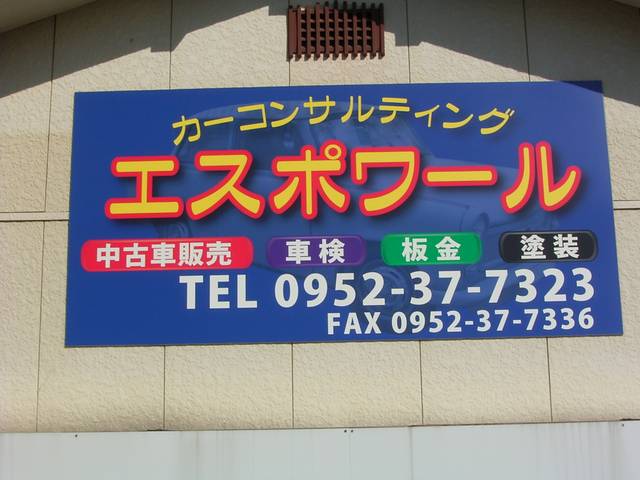 カーコンサルティング
エスポワール
中古車販売 車検 板金 塗装
TEL 0952-37-7323
FAX 0952-37-7336